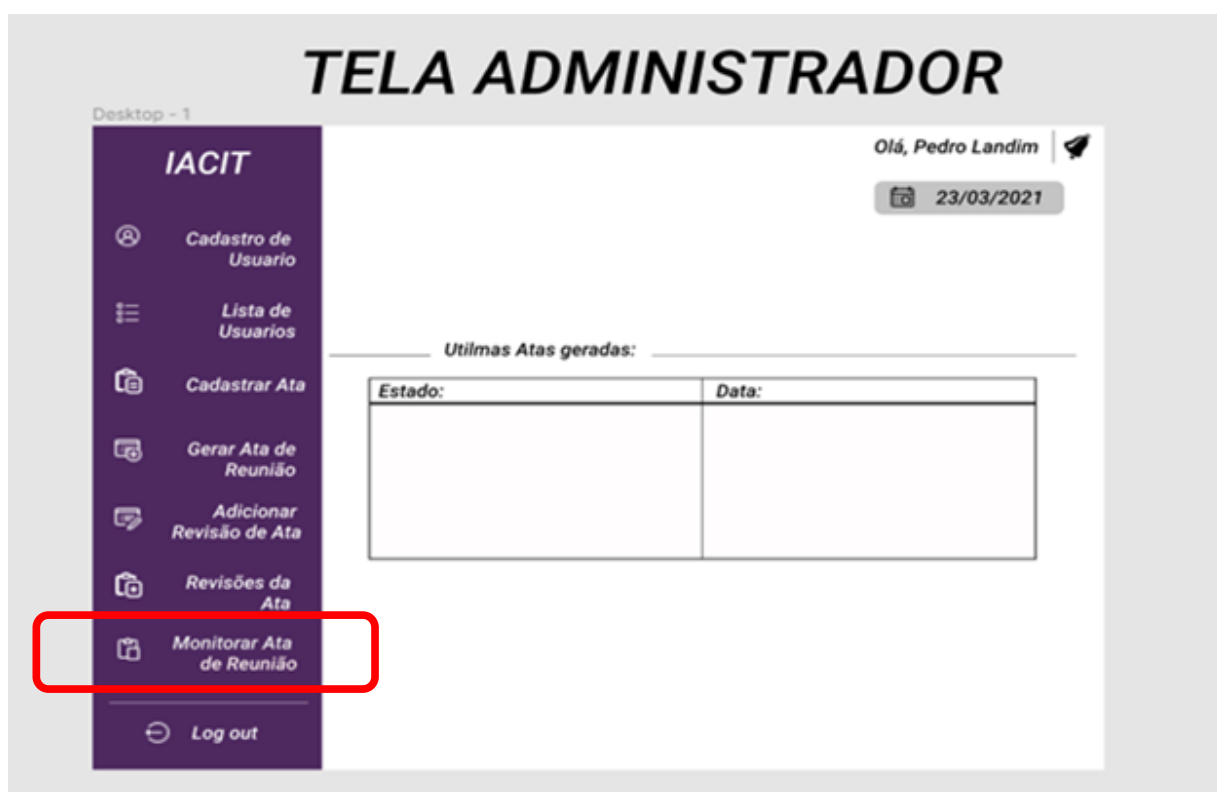 TELA ADMINISTRADOR
Desktop - 1
IACIT
Olá, Pedro Landim
23/03/2021
Cadastro de
Usuario
Lista de
Usuarios
Cadastrar Ata
Gerar Ata de
Reunião
Adicionar
Revisão de Ata
Revisões da
Ata
Monitorar Ata
de Reunião
Log out
Utilmas Atas geradas:
Estado:
Data: